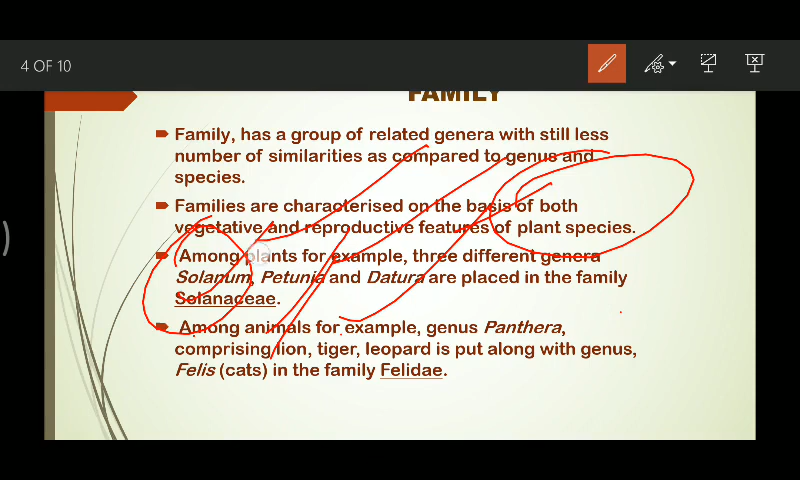 4 OF 10
FAMILY
Family, has a group of related genera with still less
number of similarities as compared to genus and
species.
Families are characterised on the basis of both
vegetative and reproductive features of plant species.
Among plants for example, three different genera
Solanum, Petunia and Datura are placed in the family
Solanaceae.
Among animals for example, genus Panthera,
comprising lion, tiger, leopard is put along with genus,
Felis (cats) in the family Felidae.